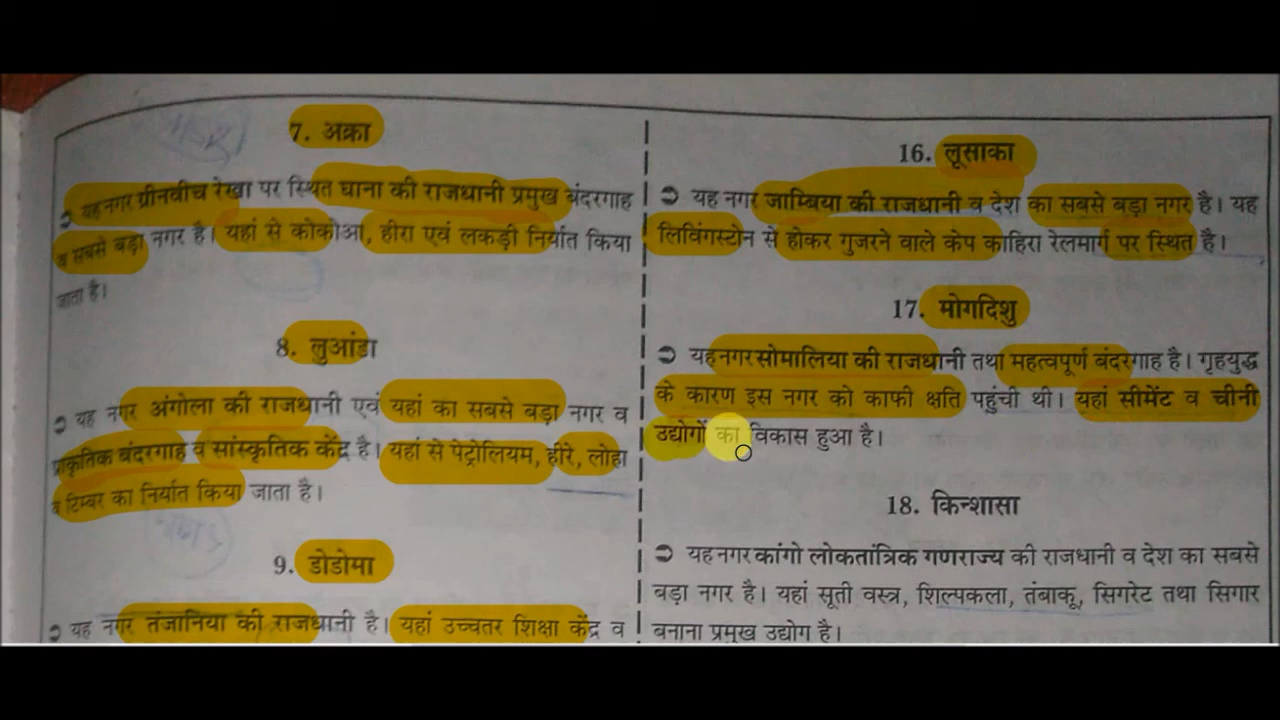 7. अक्रा
यह नगर ग्रीनवीच रेखा पर स्थित घाना की राजधानी प्रमुख बंदरगाह
व सबसे बड़ा नगर है। यहां से कोकोआ, हीरा एवं लकड़ी निर्यात किया
जाता है।
8. लुआंडा
यह नगर अंगोला की राजधानी एवं यहां का सबसे बड़ा नगर व
प्राकृतिक बंदरगाह व सांस्कृतिक केंद्र है। यहां से पेट्रोलियम, हीरे, लोहा
व टिम्बर का निर्यात किया जाता है।
9. डोडोमा
यह नगर तंजानिया की राजधानी है। यहां उच्चतर शिक्षा केंद्र व
16. लूसाका
यह नगर जाम्बिया की राजधानी व देश का सबसे बड़ा नगर है। यह
लिविंगस्टोन से होकर गुजरने वाले केप काहिरा रेलमार्ग पर स्थित है।
17. मोगदिशु
यह नगर सोमालिया की राजधानी तथा महत्वपूर्ण बंदरगाह है। गृहयुद्ध
के कारण इस नगर को काफी क्षति पहुंची थी। यहां सीमेंट व चीनी
उद्योगों का विकास हुआ है।
18. किन्शासा
यह नगर कांगो लोकतांत्रिक गणराज्य की राजधानी व देश का सबसे
बड़ा नगर है। यहां सूती वस्त्र, शिल्पकला, तंबाकू, सिगरेट तथा सिगार
बनाना प्रमुख उद्योग है।